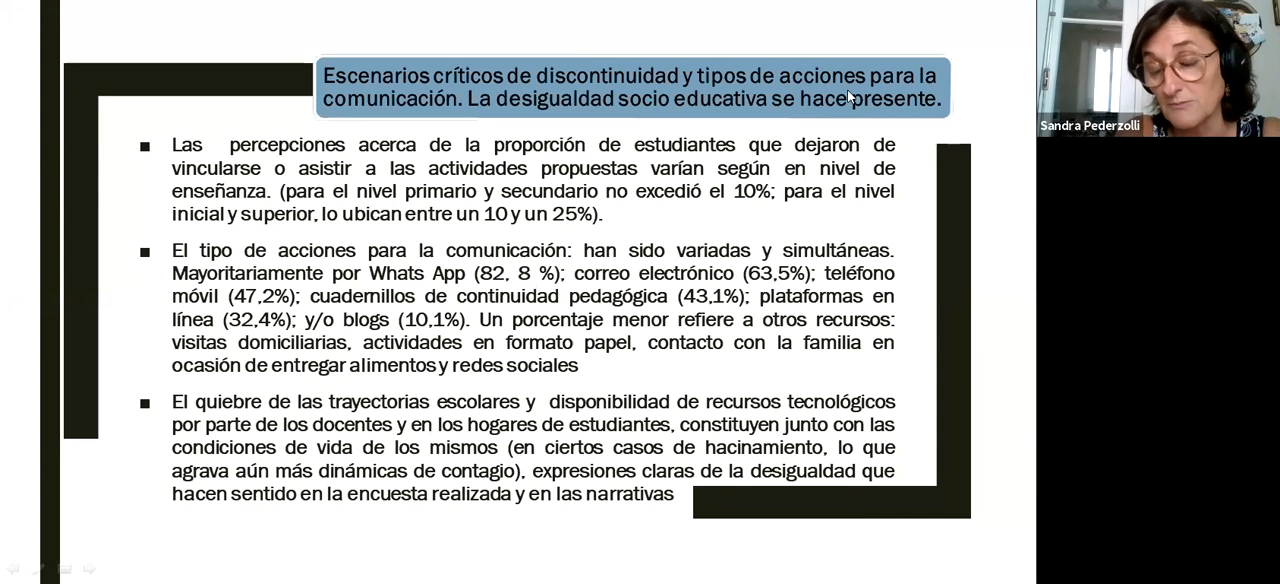 Escenarios críticos de discontinuidad y tipos de acciones para la
comunicación. La desigualdad socio educativa se hace presente.
Sandra Pederzolli
■ Las percepciones acerca de la proporción de estudiantes que dejaron de
vincularse o asistir a las actividades propuestas varían según en nivel de
enseñanza. (para el nivel primario y secundario no excedió el 10%; para el nivel
inicial y superior, lo ubican entre un 10 y un 25%).
■ El tipo de acciones para la comunicación: han sido variadas y simultáneas.
Mayoritariamente por Whats App (82, 8 %); correo electrónico (63,5%); teléfono
móvil (47,2%); cuadernillos de continuidad pedagógica (43,1%); plataformas en
línea (32,4%); y/o blogs (10,1%). Un porcentaje menor refiere a otros recursos:
visitas domiciliarias, actividades en formato papel, contacto con la familia en
ocasión de entregar alimentos y redes sociales
■ El quiebre de las trayectorias escolares y disponibilidad de recursos tecnológicos
por parte de los docentes y en los hogares de estudiantes, constituyen junto con las
condiciones de vida de los mismos (en ciertos casos de hacinamiento, lo que
agrava aún más dinámicas de contagio), expresiones claras de la desigualdad que
hacen sentido en la encuesta realizada y en las narrativas